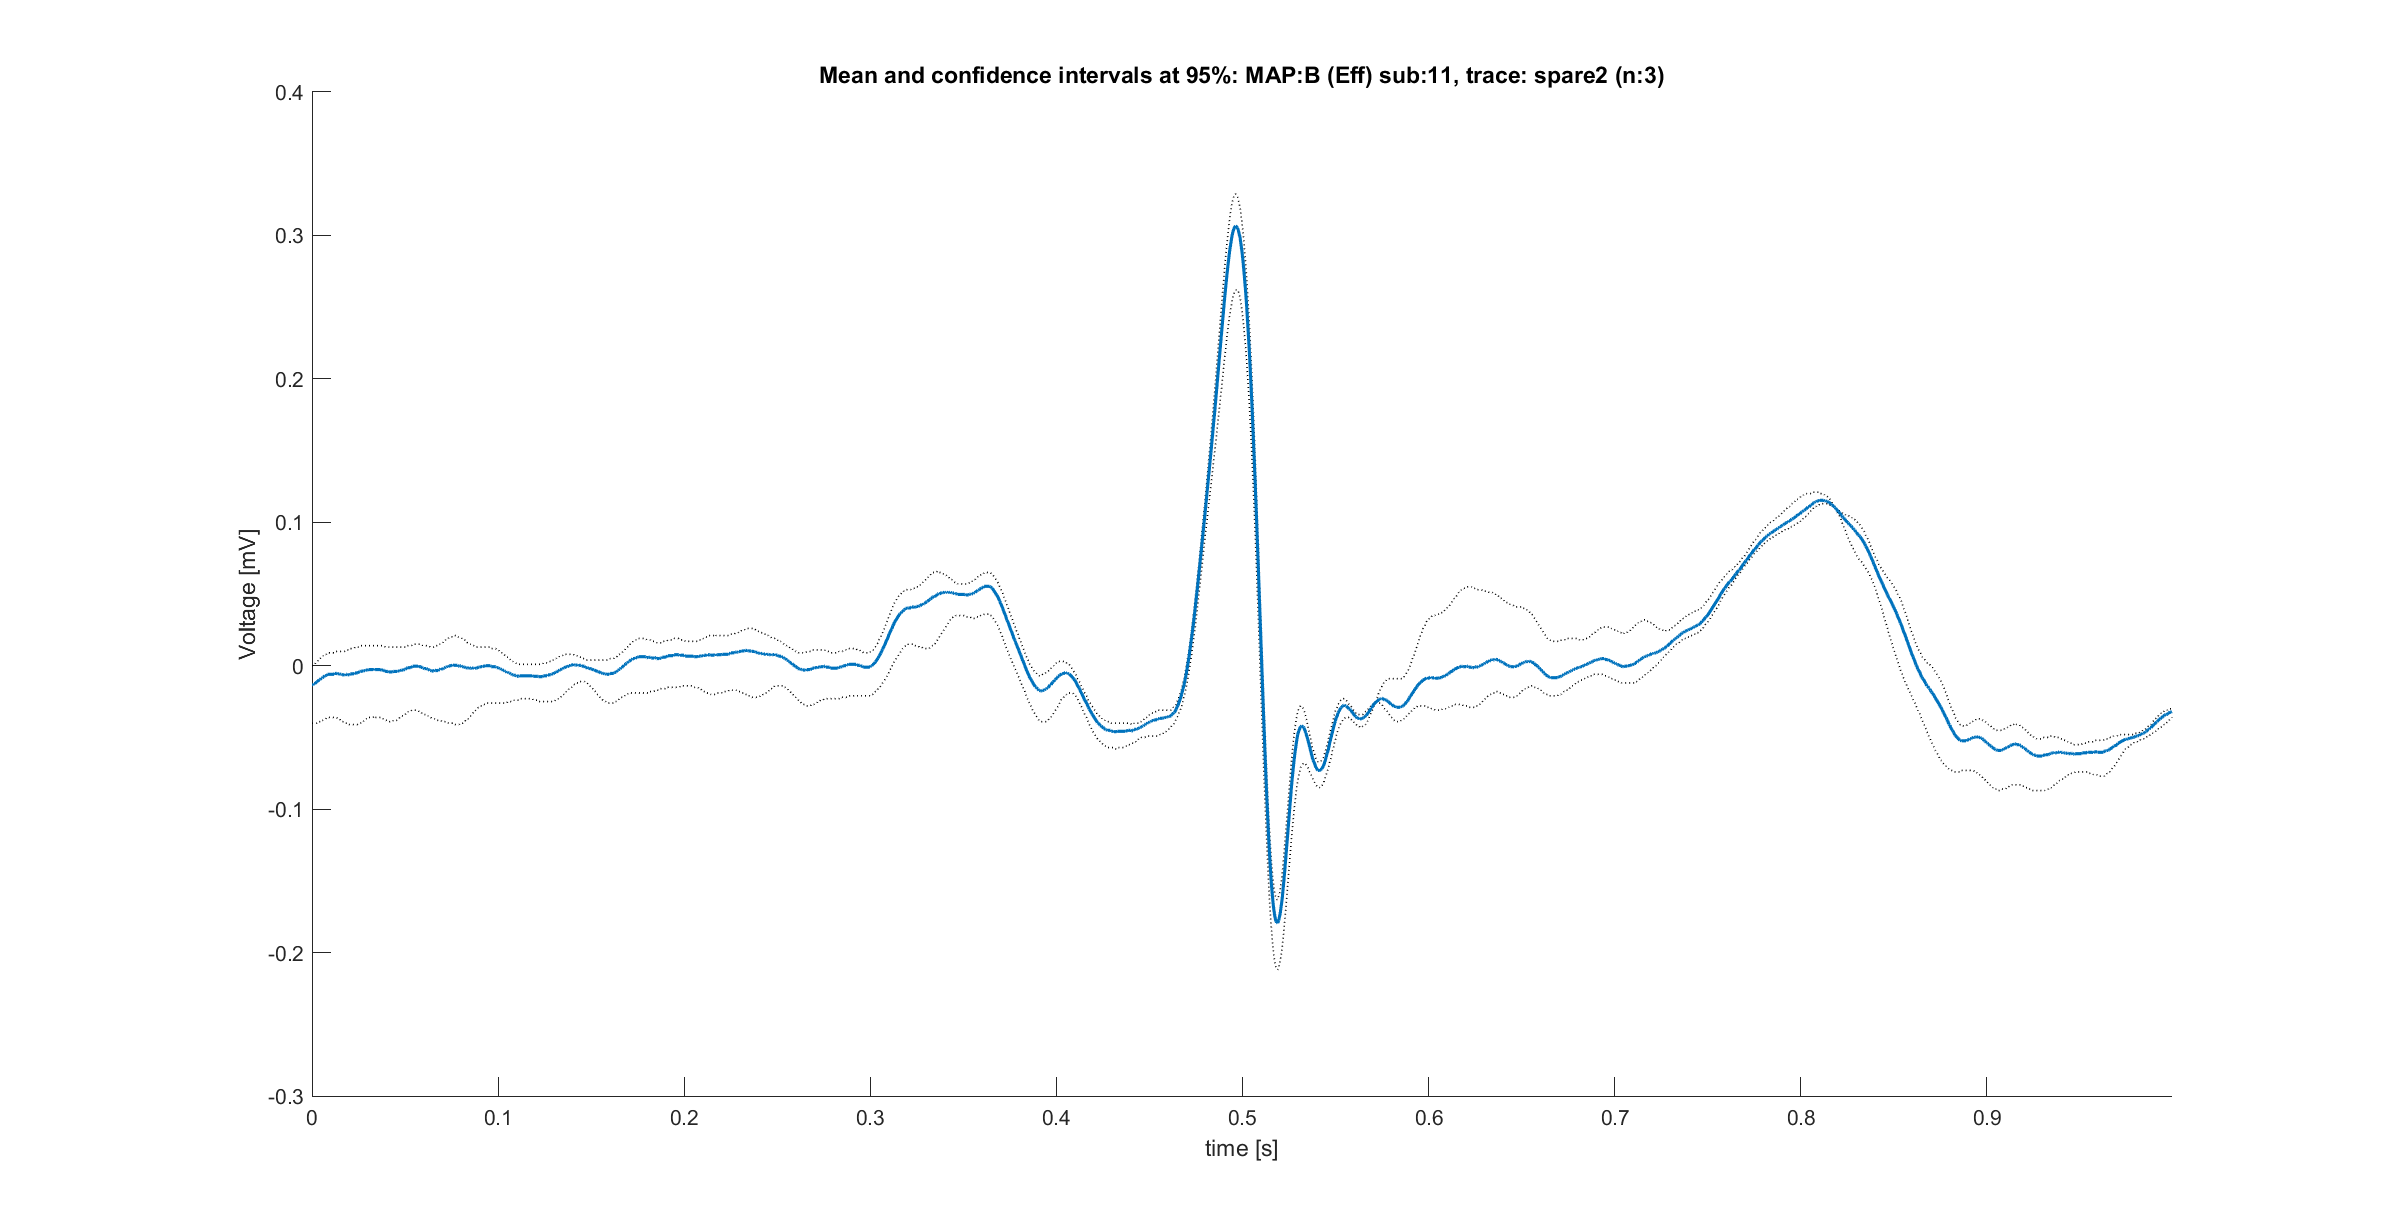 Mean and confidence intervals at 95%: MAP:B (Eff) sub:11, trace: spare2 (n:3)
0.4
0.3
0.2
0.1
0
-0.1
-0.2
-0.3
Voltage [mV]
0 0.1 0.2 0.3 0.4 0.5 0.6 0.7 0.8 0.9
time [s]